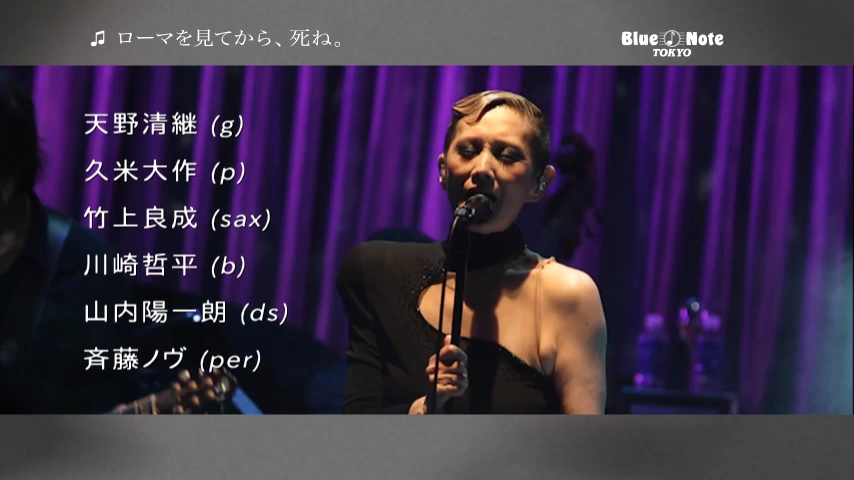 ♫ ローマを見てから、死ね。
Blue Note
TOKYO
天野清継 (g)
久米大作 (p)
竹上良成 (sax)
川崎哲平 (b)
山内陽一朗 (ds)
斉藤ノヴ (per)